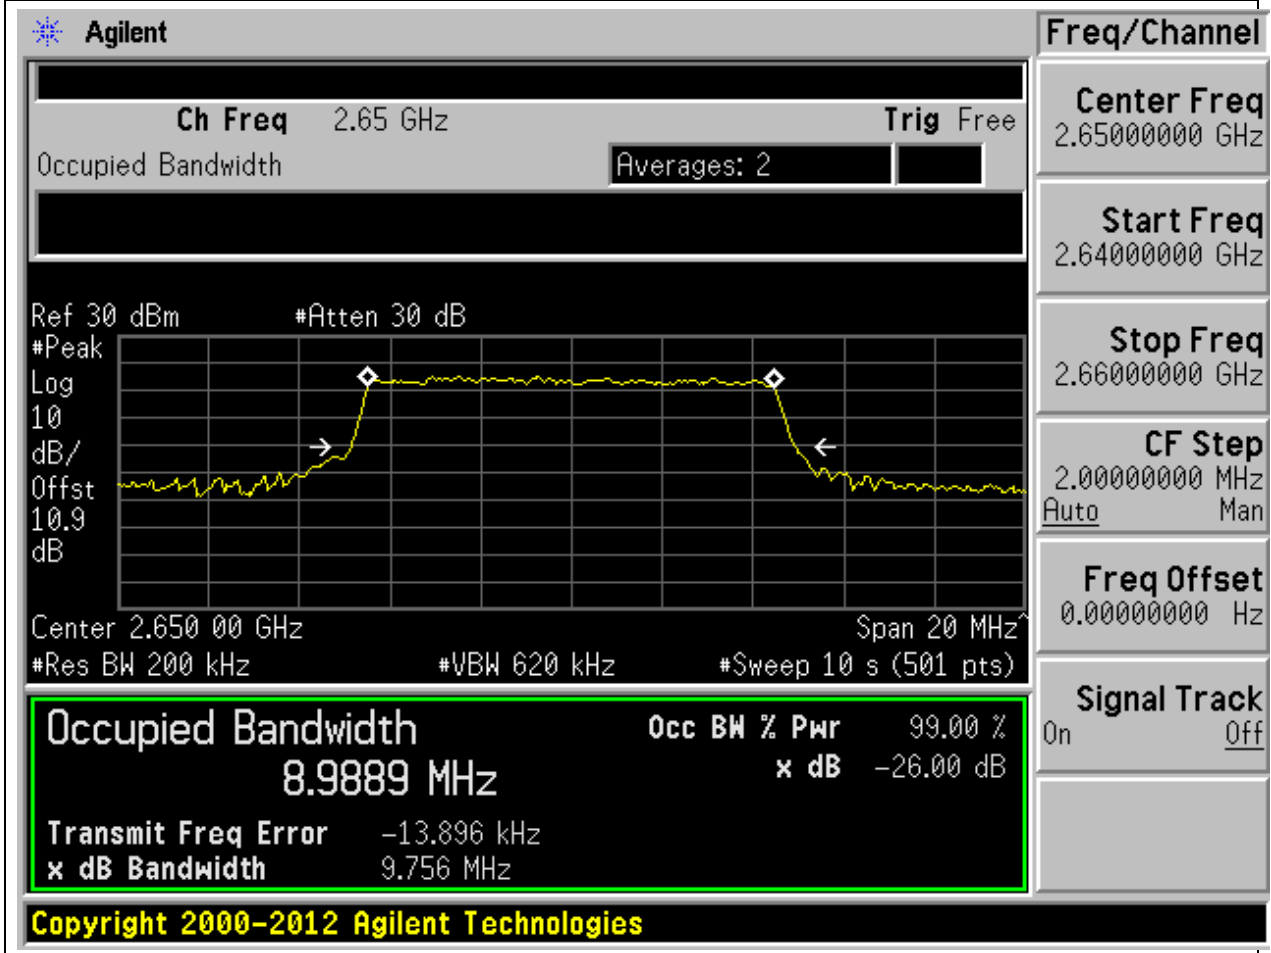 Agilent
Freq/Channel
Ch Freq 2.65 GHz Trig Free
Occupied Bandwidth Averages: 2
Center Freq
2.65000000 GHz
Start Freq
2.64000000 GHz
Stop Freq
2.66000000 GHz
CF Step
2.00000000 MHz
Auto Man
Freq Offset
0.00000000 Hz
Signal Track
On Off
Ref 30 dBm #Atten 30 dB
#Peak
Log
10
dB/
Offst
10.9
dB
Center 2.650 00 GHz Span 20 MHz^
#Res BW 200 kHz #VBW 620 kHz #Sweep 10 s (501 pts)
Occupied Bandwidth Occ BW % Pwr 99.00 %
8.9889 MHz x dB -26.00 dB
Transmit Freq Error -13.896 kHz
x dB Bandwidth 9.756 MHz
Copyright 2000-2012 Agilent Technologies